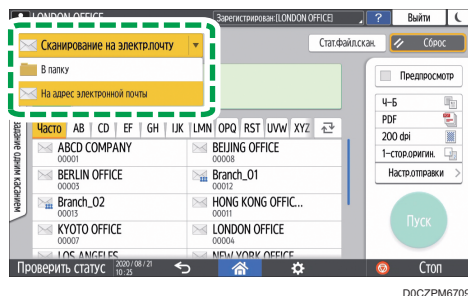 LONDON OFFICE
Зарегистрирован:[LONDON OFFICE]
?
Выйти
Сканирование на электр.почту
Стат.файл.скан.
Сброс
В папку
На адрес электронной почты
Предпросмотр
Ч-Б
PDF
200 dpi
1-стор.оригин.
Настр.отправки >
Пуск
задание одним касанием
Часто AB CD EF GH IJK LMN OPQ RST UVW XYZ
ABCD COMPANY
00001
BEIJING OFFICE
00008
BERLIN OFFICE
00003
Branch_01
00012
Branch_02
00013
HONG KONG OFFIC...
00011
KYOTO OFFICE
00007
LONDON OFFICE
00004
LOS ANGELES
NEW YORK OFFICE
Проверить статус
2020/08/21
10:25
Стоп
D0CZPM6709